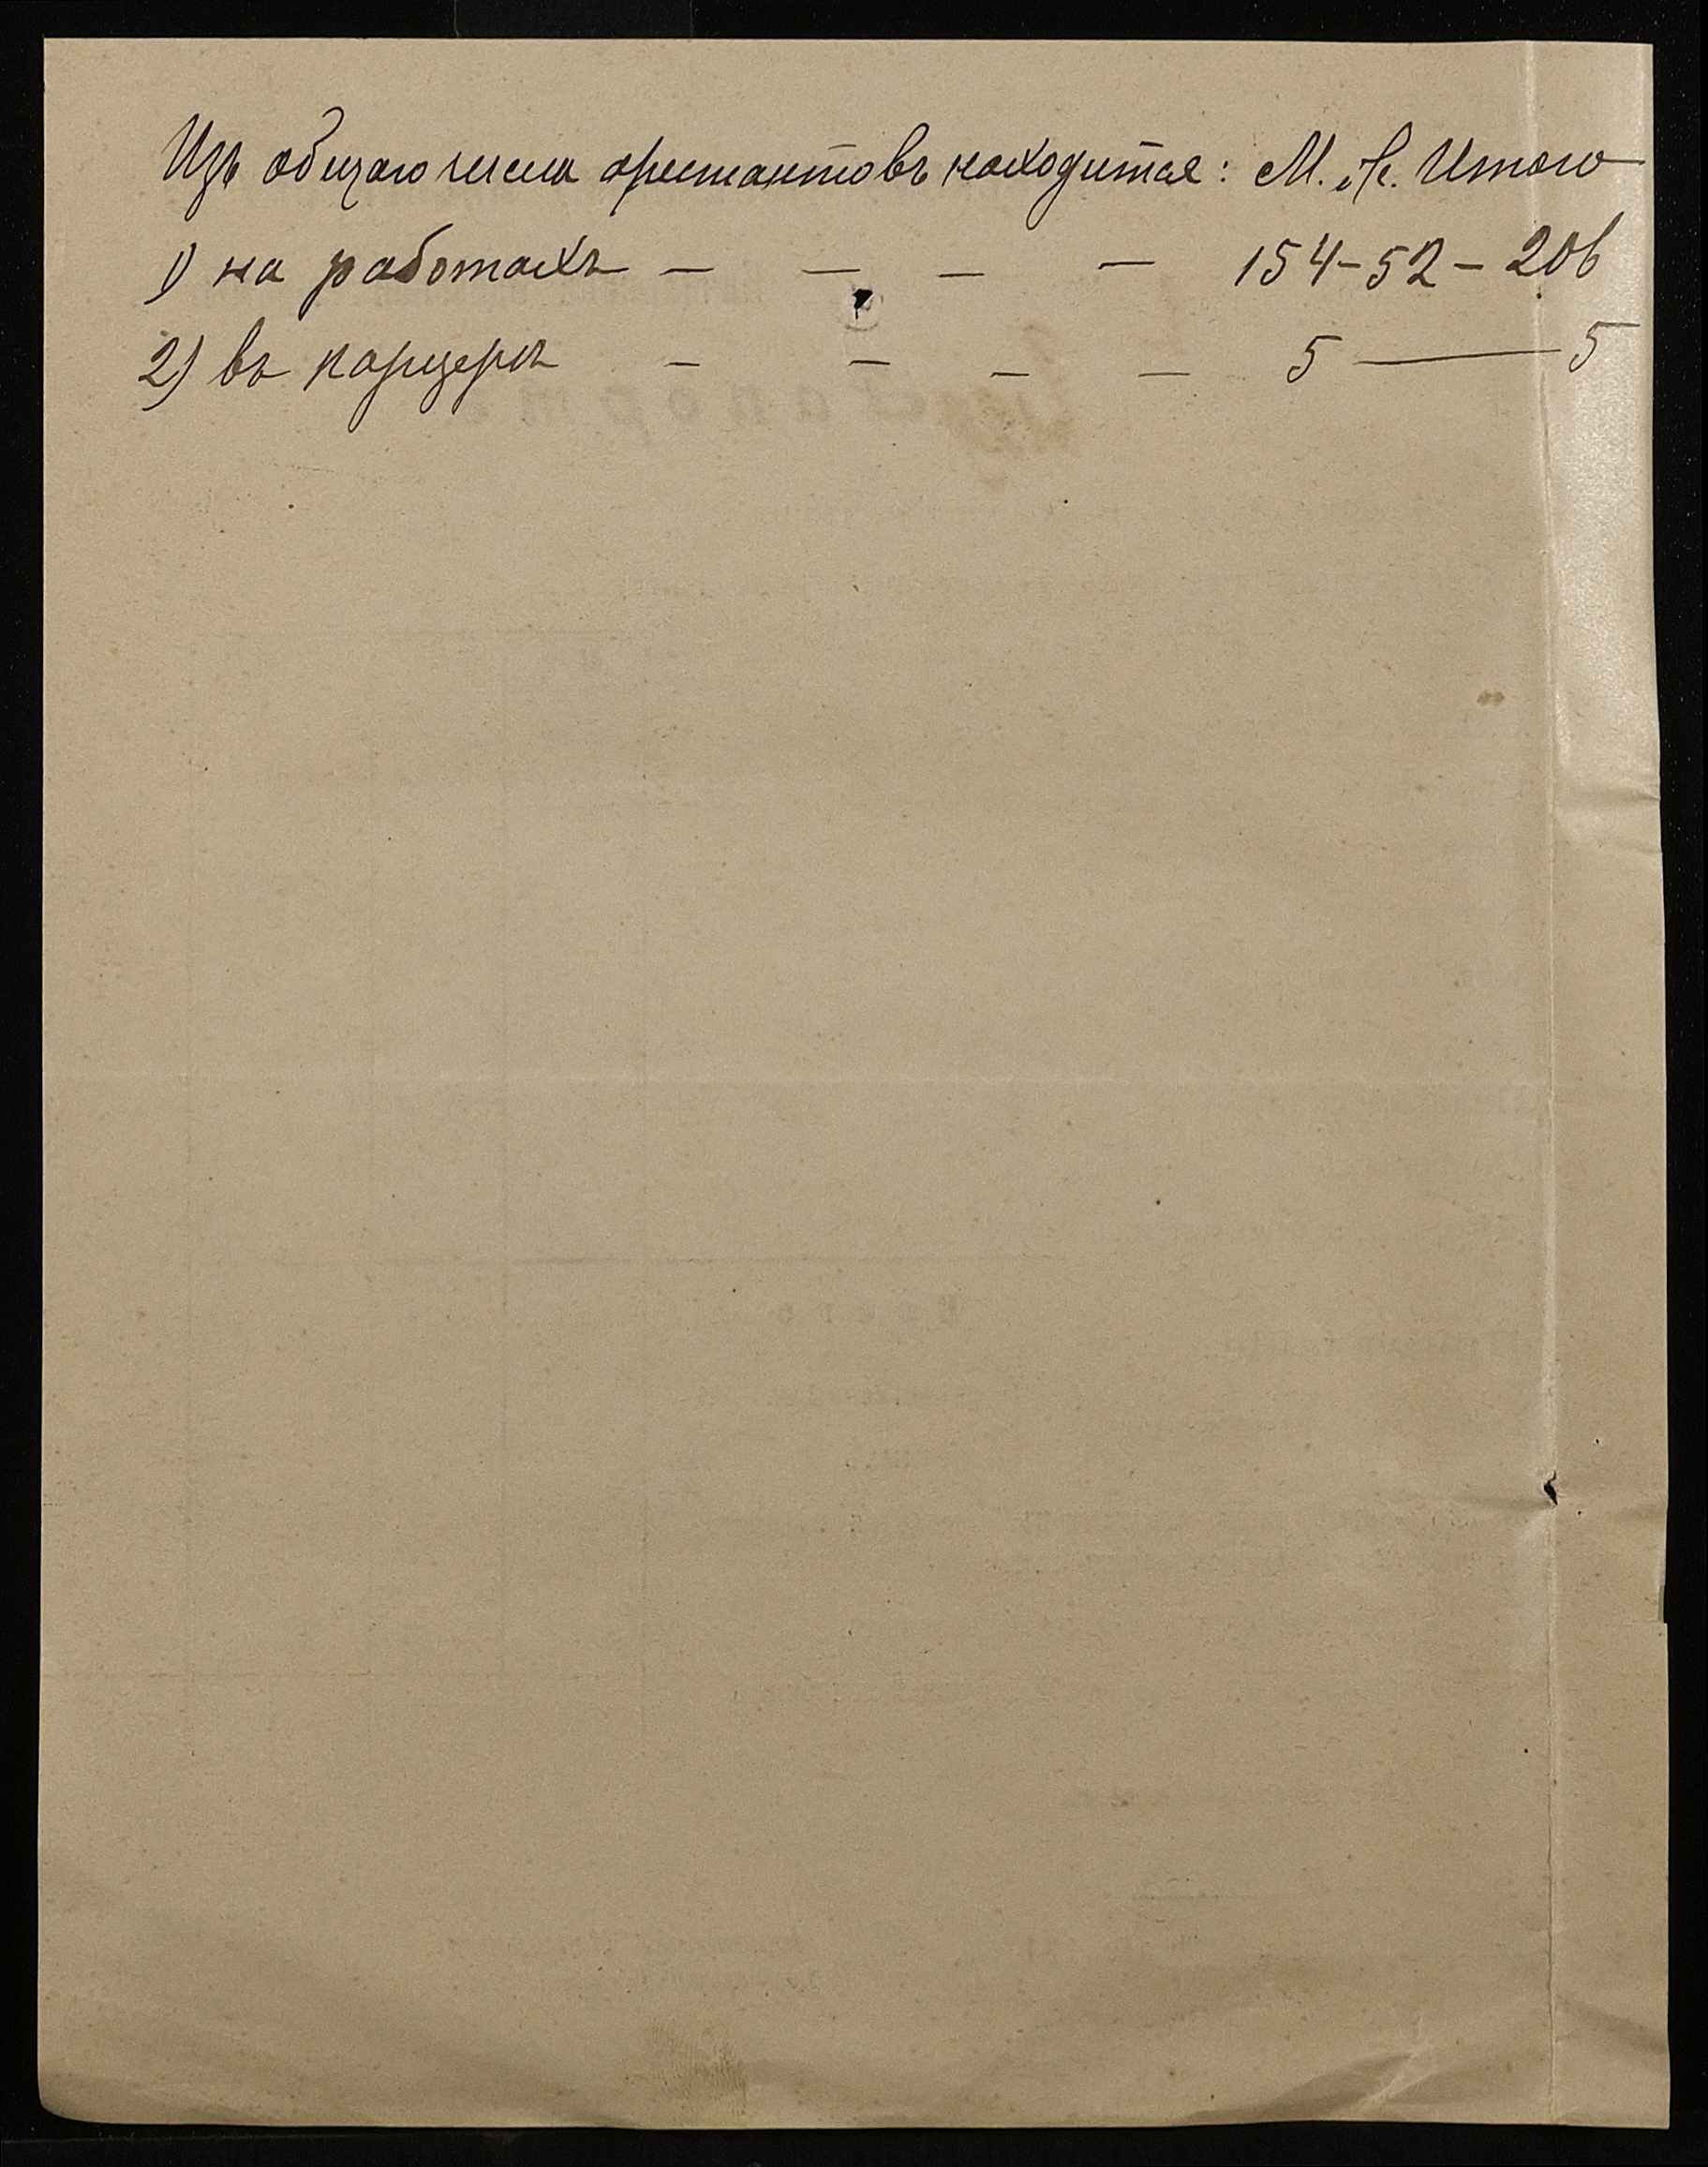 Изъ общаго числа арестантовъ находится: М. Ж. Итого
1) на работахъ — — — — 154-52-206
2) въ карцерѣ — — — — 5 — 5